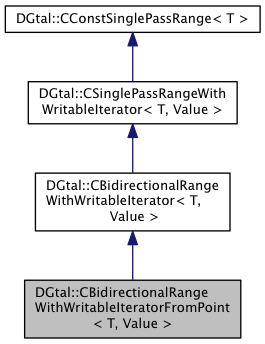 DGtal::CConstSinglePassRange< T >
DGtal::CSinglePassRangeWith
WritableIterator< T, Value >
DGtal::CBidirectionalRange
WithWritableIterator< T,
Value >
DGtal::CBidirectionalRange
WithWritableIteratorFromPoint
< T, Value >